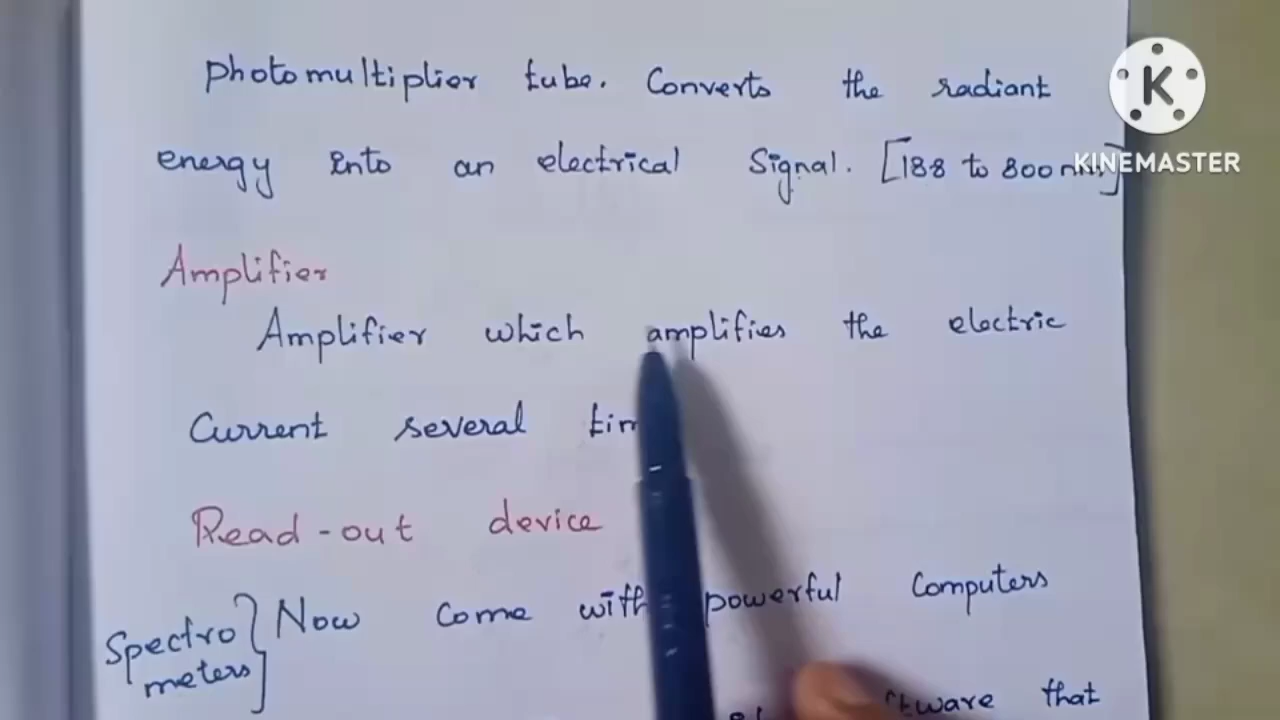 photomultiplier tube. Converts the radiant
energy into an electrical Signal. [188 to 800
KINEMASTER
Amplifier
Amplifier which amplifies the electric
Current several
Read-out device
Spectro meters } Now come with powerful Computers
that